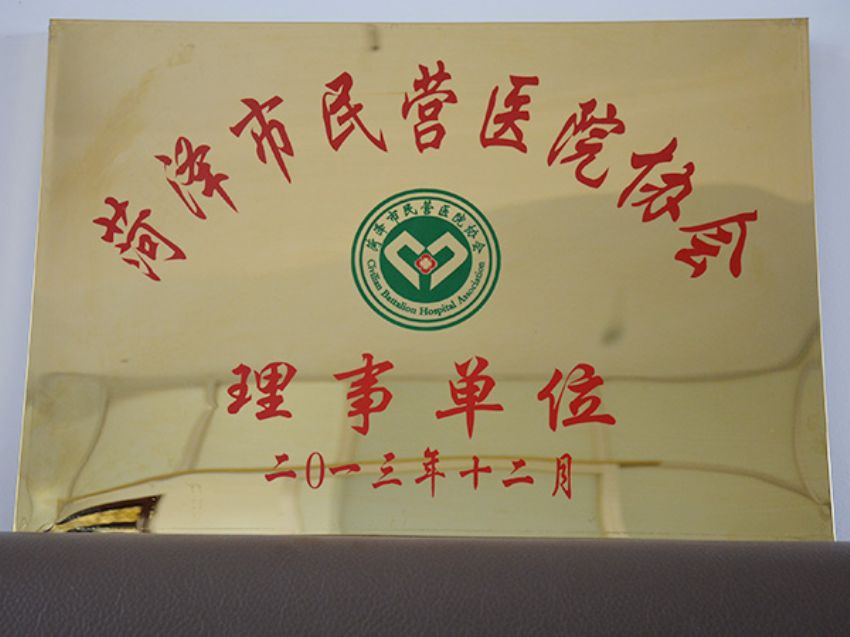 菏泽市民营医院协会
菏泽市民营医院协会
Civilian Battalion Hospital Association
理事单位
二〇一三年十二月